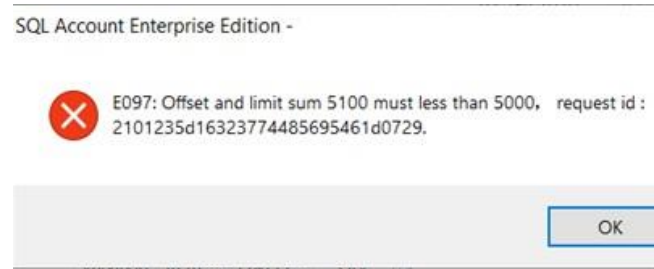 SQL Account Enterprise Edition -
E097: Offset and limit sum 5100 must less than 5000， request id :
2101235d16323774485695461d0729.
OK